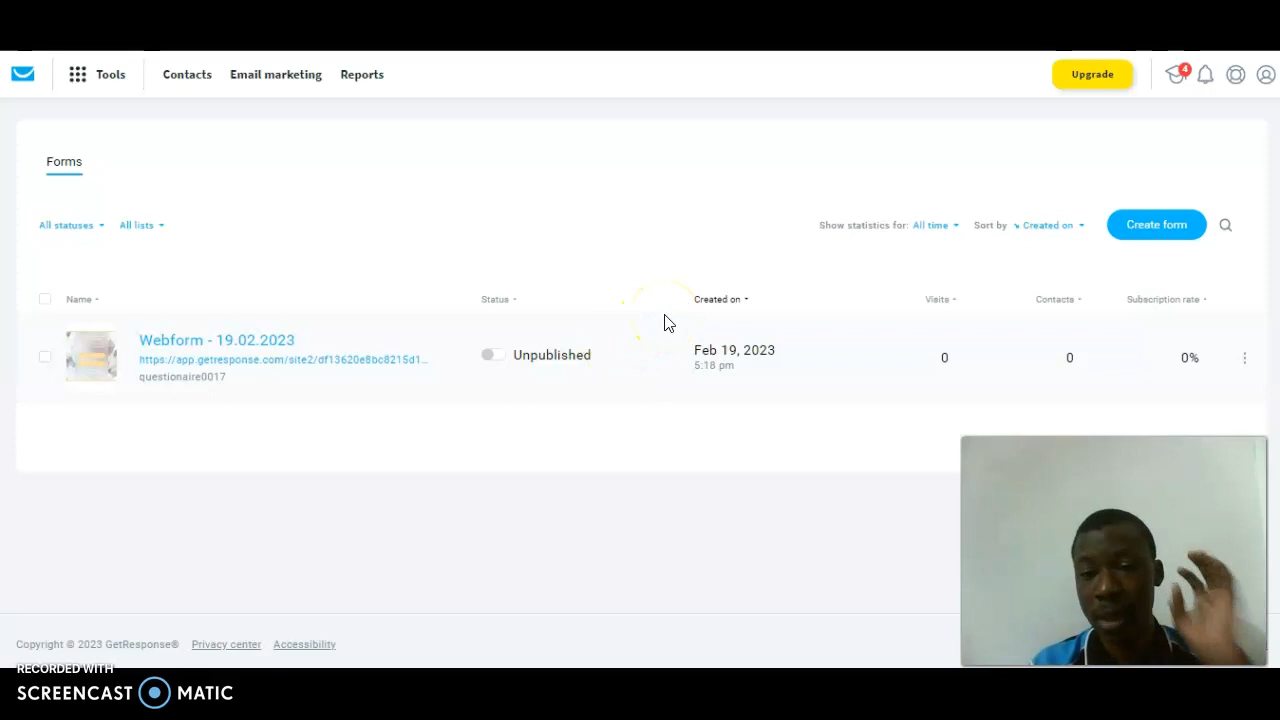 Tools Contacts Email marketing Reports Upgrade 4
Forms
All statuses All lists Show statistics for: All time Sort by Created on Create form
Name Status Created on Visits Contacts Subscription rate
Webform - 19.02.2023
https://app.getresponse.com/site2/df13620e8bc8215d1...
questionaire0017
Unpublished
Feb 19, 2023
5:18 pm
0 0 0%
Copyright © 2023 GetResponse® Privacy center Accessibility
RECORDED WITH
SCREENCAST MATIC